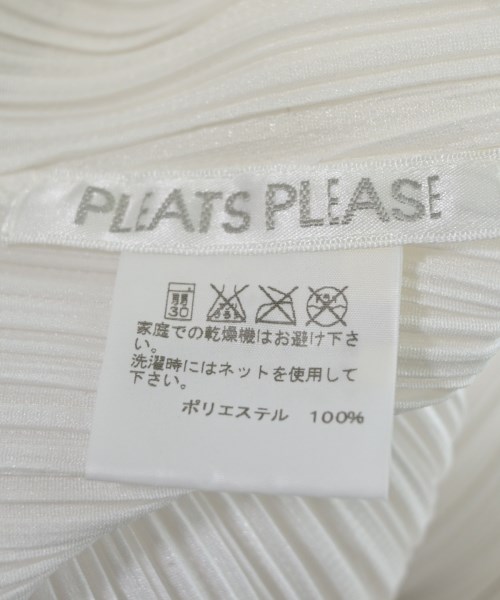 PLEATS PLEASE
30
家庭での乾燥機はお避け下さ
い。
洗濯時にはネットを使用して
下さい。
ポリエステル 100%